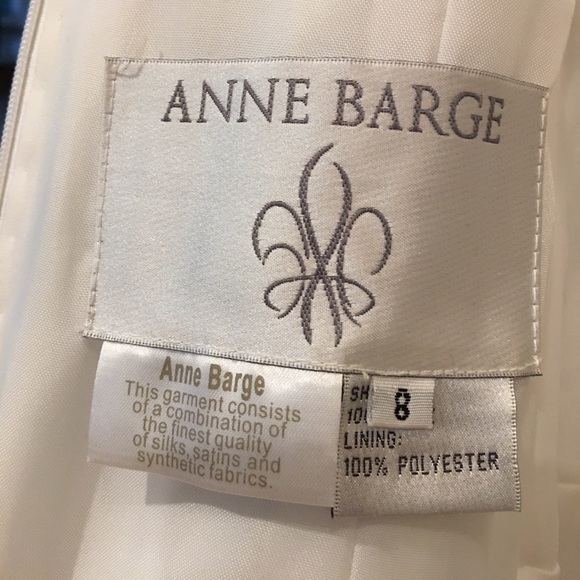 ANNE BARGE
Anne Barge
This garment consists
of a combination of
the finest quality
of silks, satins and
synthetic fabrics.
8
LINING:
100% POLYESTER